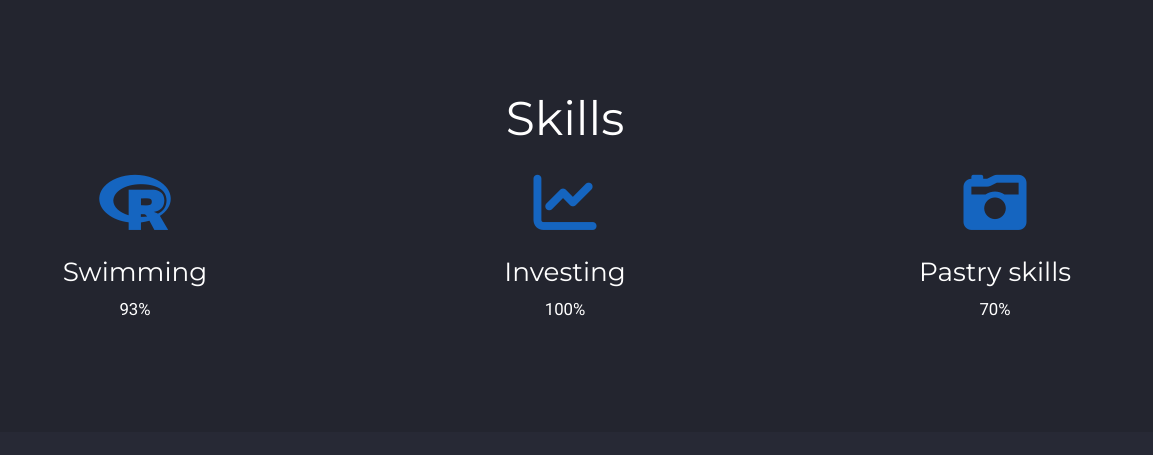 Skills
R
Swimming
Investing
Pastry skills
93%
100%
70%